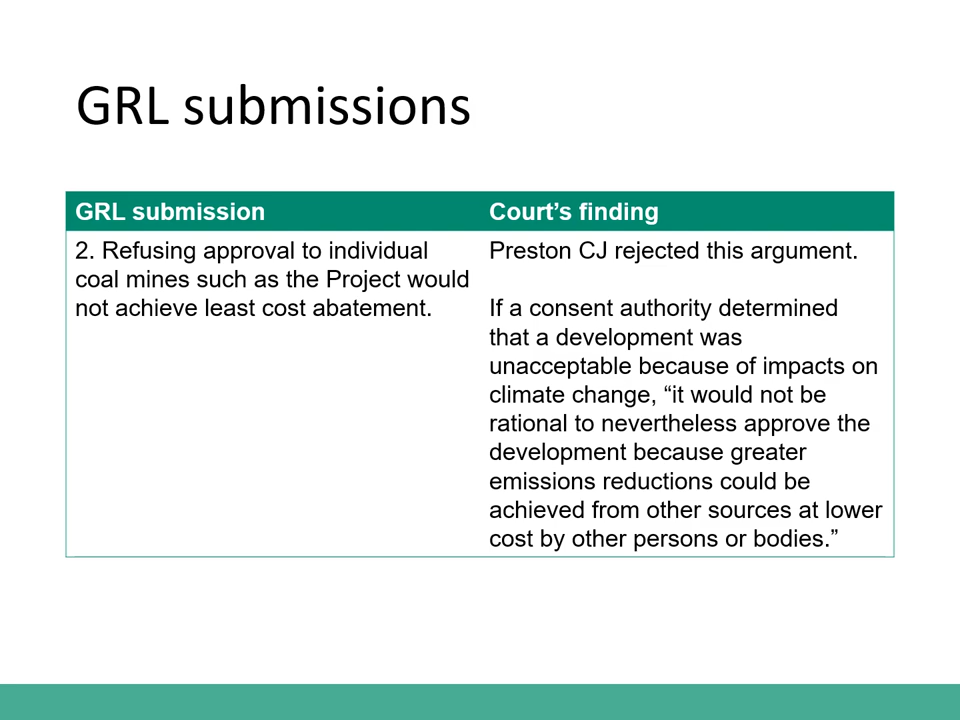 GRL submissions
GRL submission
Court’s finding
2. Refusing approval to individual
coal mines such as the Project would
not achieve least cost abatement.
Preston CJ rejected this argument.
If a consent authority determined
that a development was
unacceptable because of impacts on
climate change, “it would not be
rational to nevertheless approve the
development because greater
emissions reductions could be
achieved from other sources at lower
cost by other persons or bodies.”